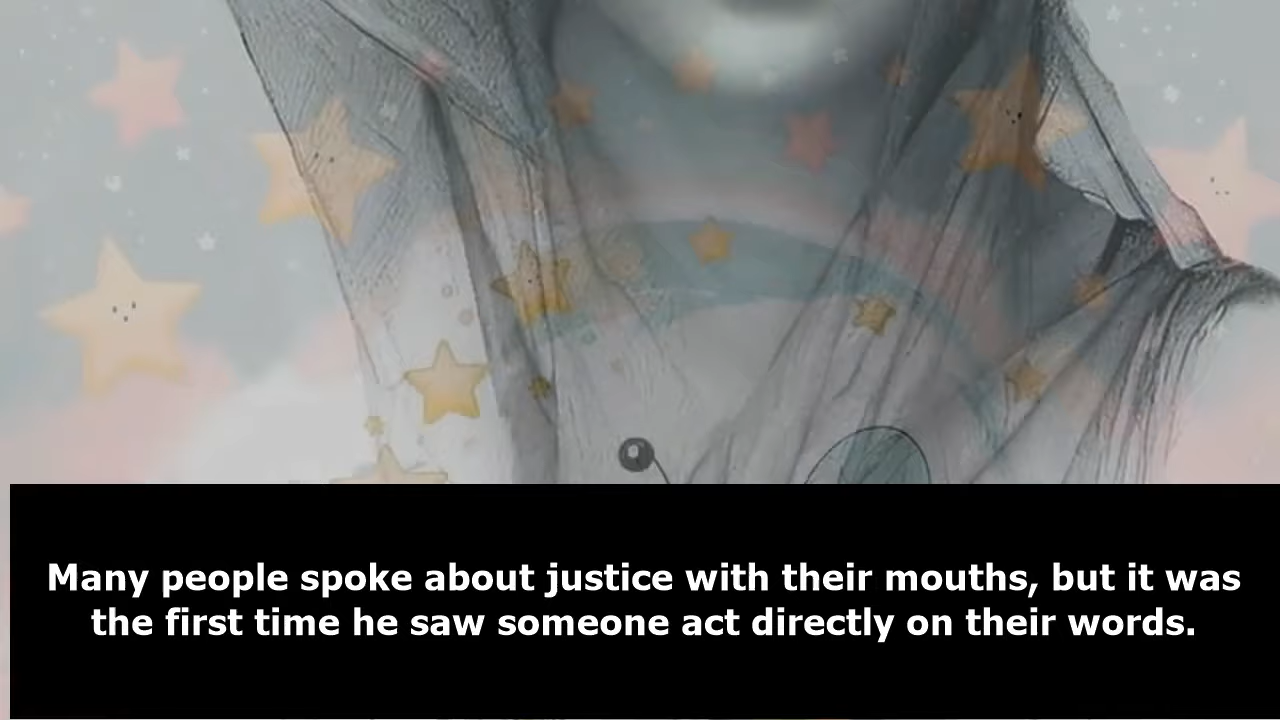 Many people spoke about justice with their mouths, but it was
the first time he saw someone act directly on their words.